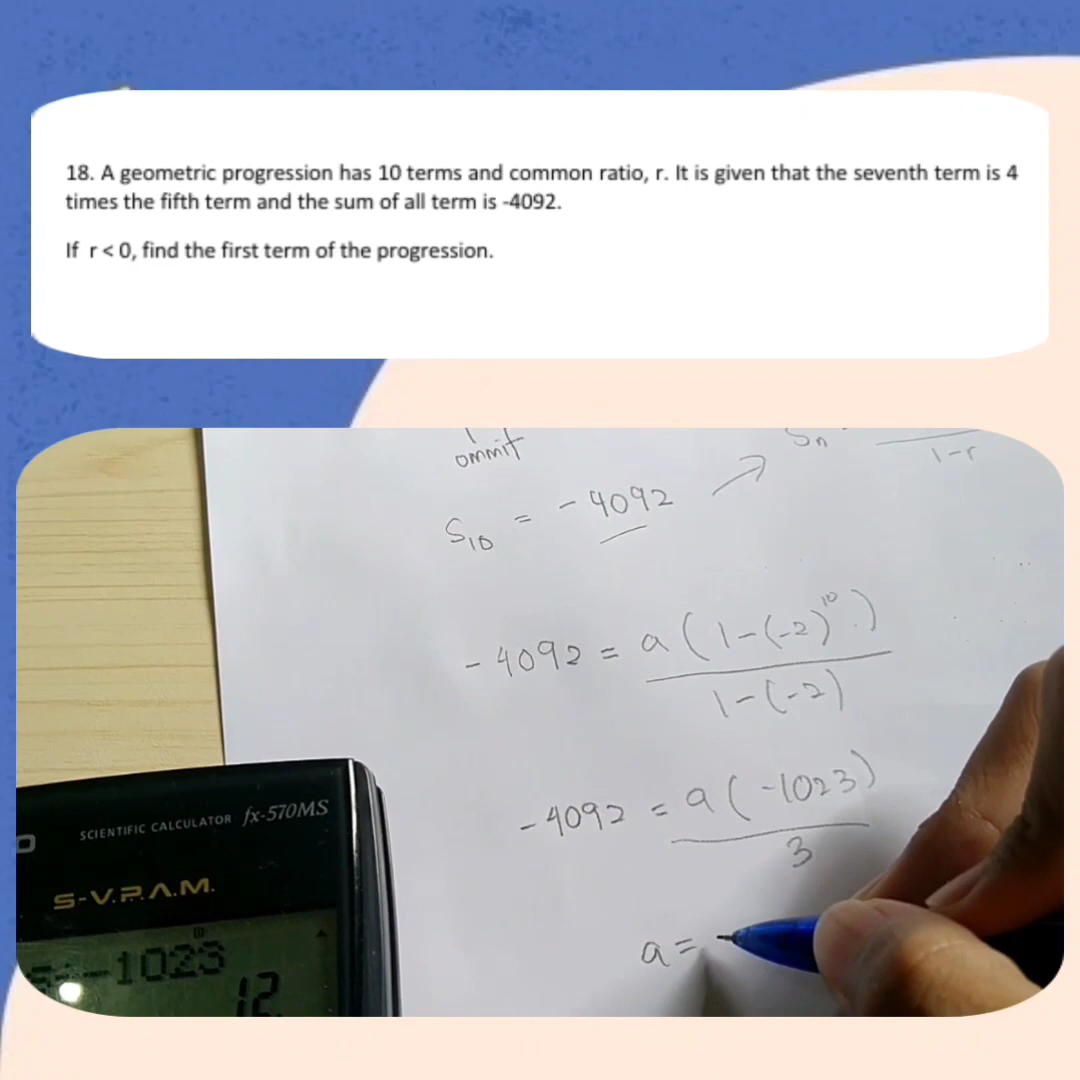 18. A geometric progression has 10 terms and common ratio, r. It is given that the seventh term is 4
times the fifth term and the sum of all term is -4092.
If r < 0, find the first term of the progression.
ommit
Sn
1-r
S10 = -4092
-4092 = a(1-(-2)^10)
1-(-2)
-4092 = a(-1023)
3
a =
SCIENTIFIC CALCULATOR fx-570MS
S-V.P.A.M.
-1023
12.